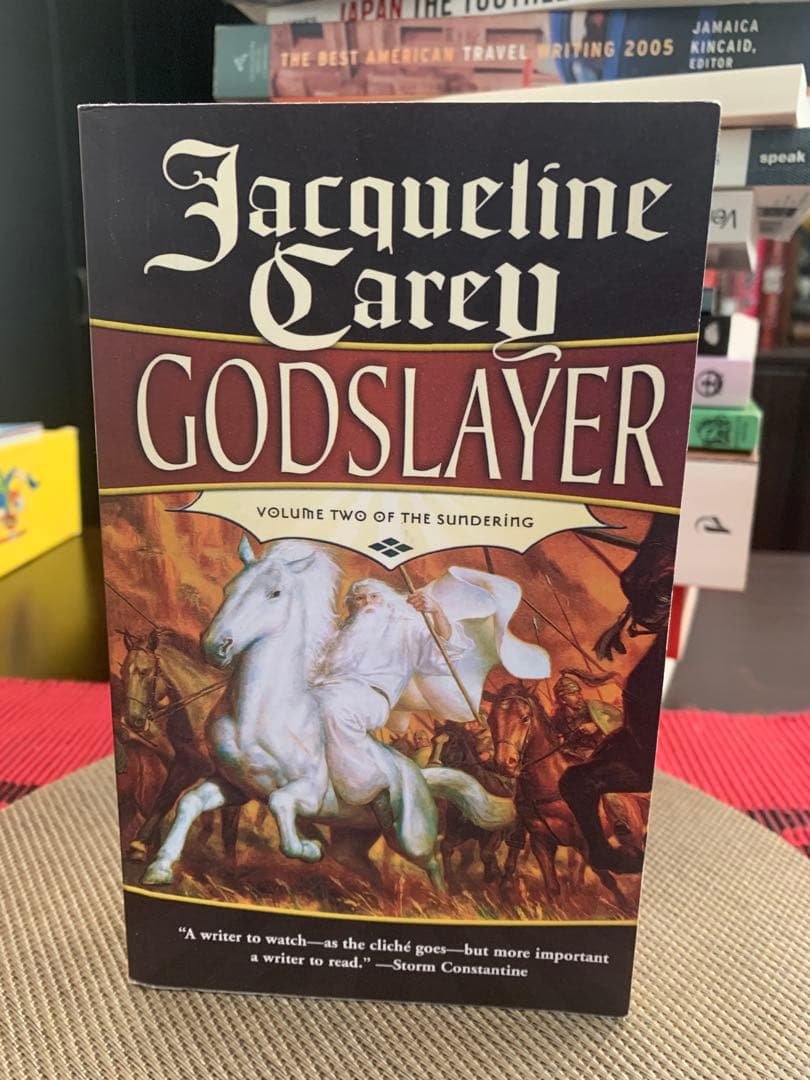 JAPAN THE
THE BEST AMERICAN TRAVEL WRITING 2005
JAMAICA
KINCAID,
EDITOR
speak
Jacqueline
Carey
GODSLAYER
VOLUME TWO OF THE SUNDERING
“A writer to watch—as the cliché goes—but more important
a writer to read.” —Storm Constantine